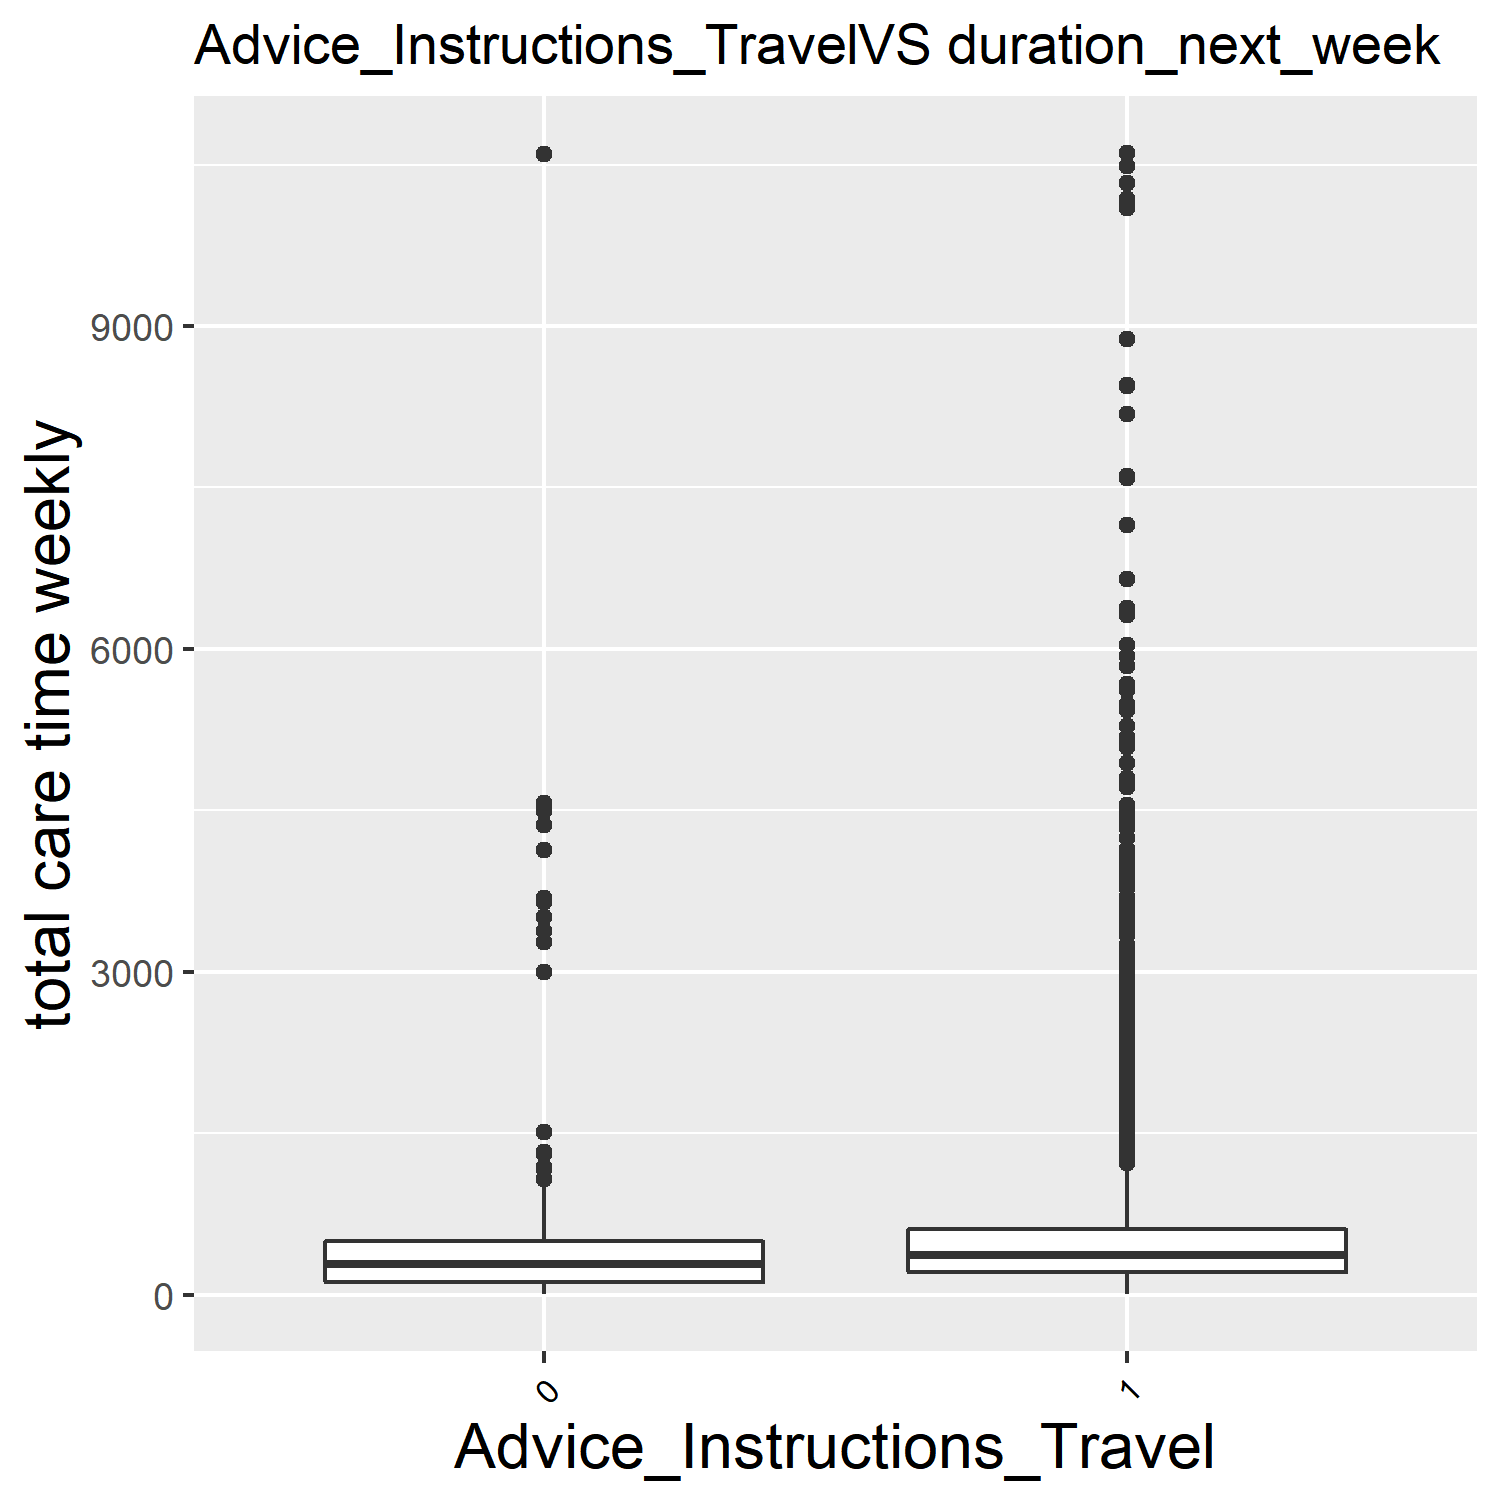 Advice_Instructions_TravelVS duration_next_week
total care time weekly
9000
6000
3000
0
0
1
Advice_Instructions_Travel